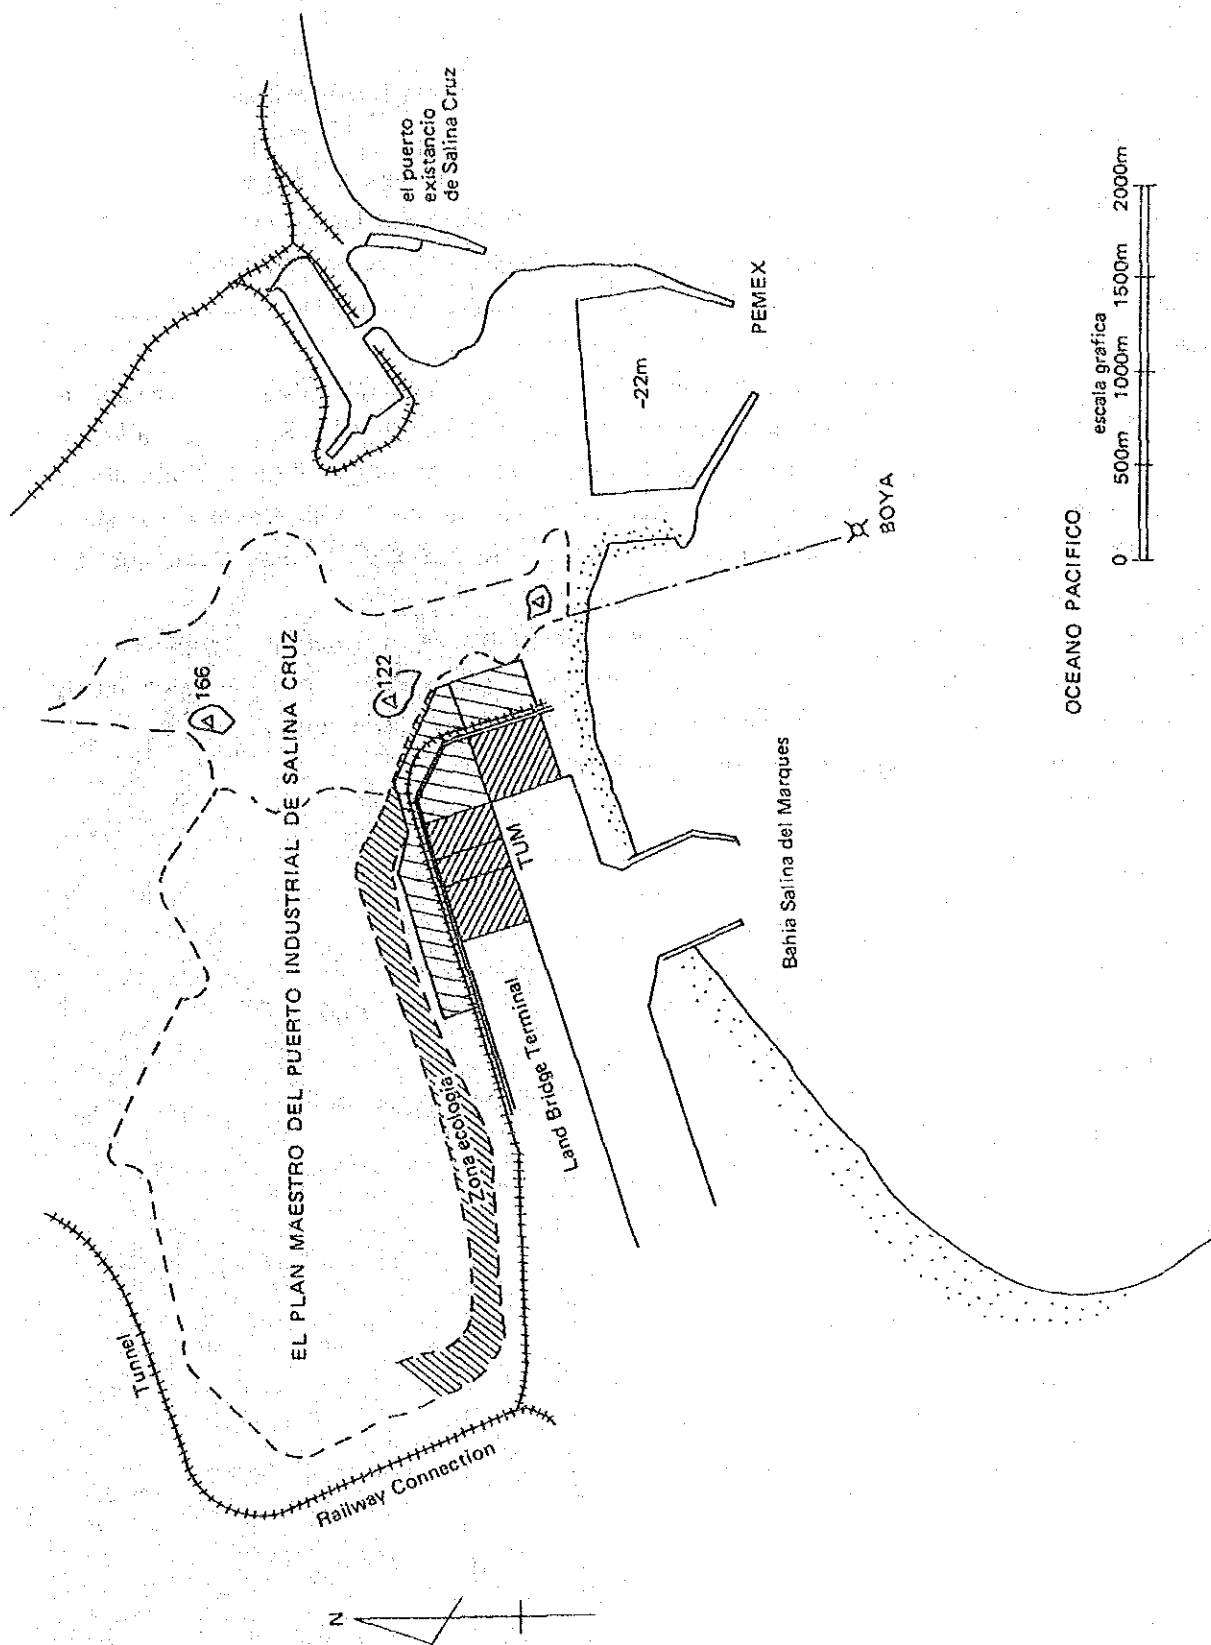 EL PLAN MAESTRO DEL PUERTO INDUSTRIAL DE SALINA CRUZ
N
Tunnel
Railway Connection
166
122
Zona ecologia
Land Bridge Terminal
TUM
el puerto
existancio
de Salina Cruz
-22m
PEMEX
BOYA
Bahia Salina del Marques
OCEANO PACIFICO
escala grafica
0 500m 1000m 1500m 2000m